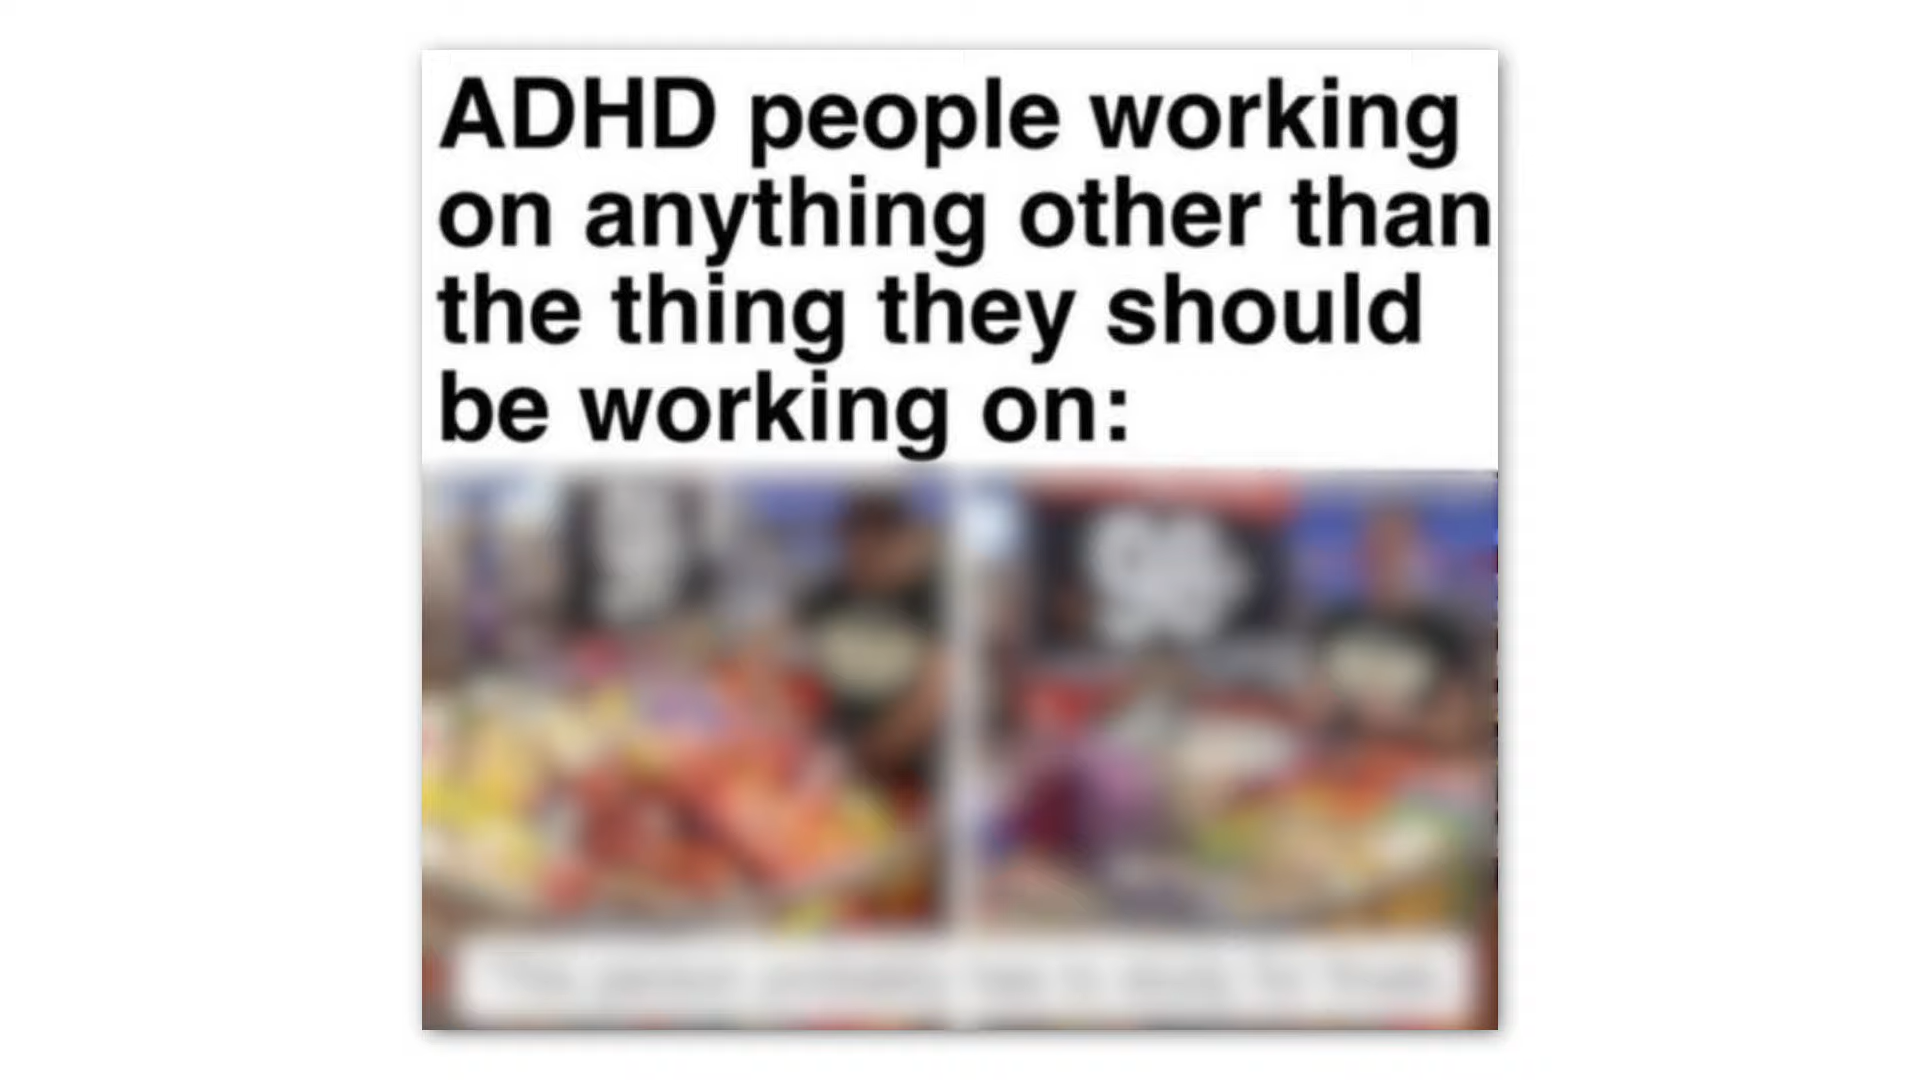 ADHD people working
on anything other than
the thing they should
be working on: